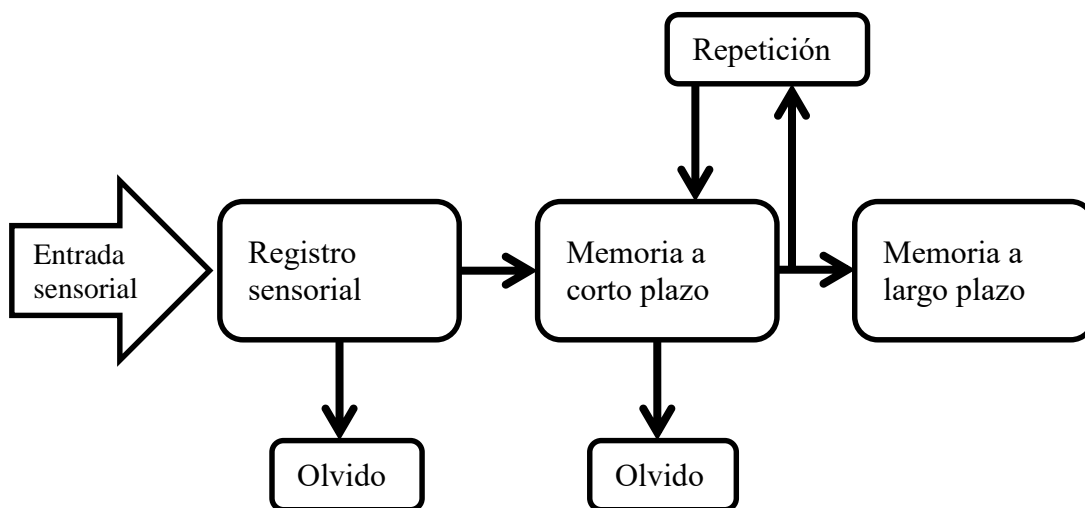 Repetición
Entrada
sensorial
Registro
sensorial
Memoria a
corto plazo
Memoria a
largo plazo
Olvido
Olvido